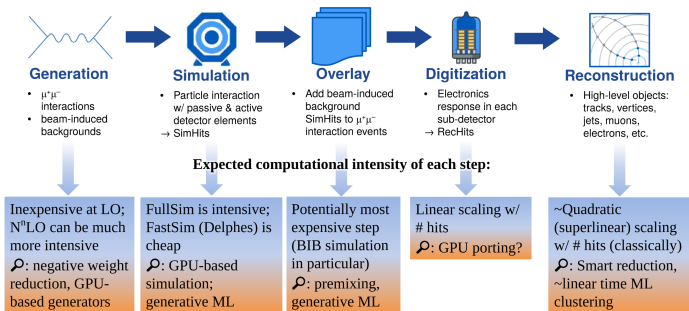 Generation
• μ⁺μ⁻
interactions
• beam-induced
backgrounds
Simulation
• Particle interaction
w/ passive & active
detector elements
→ SimHits
Overlay
• Add beam-induced
background
SimHits to μ⁺μ⁻
interaction events
Digitization
• Electronics
response in each
sub-detector
→ RecHits
Reconstruction
• High-level objects:
tracks, vertices,
jets, muons,
electrons, etc.
Expected computational intensity of each step:
Inexpensive at LO;
NⁿLO can be much
more intensive
🔎: negative weight
reduction, GPU-
based generators
FullSim is intensive;
FastSim (Delphes) is
cheap
🔎: GPU-based
simulation;
generative ML
Potentially most
expensive step
(BIB simulation
in particular)
🔎: premixing,
generative ML
Linear scaling w/
# hits
🔎: GPU porting?
~Quadratic
(superlinear) scaling
w/ # hits (classically)
🔎: Smart reduction,
~linear time ML
clustering